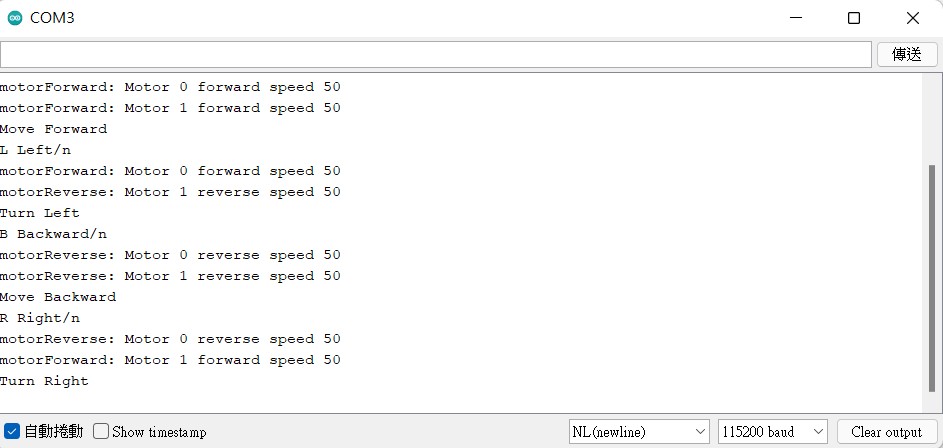 COM3
傳送
motorForward: Motor 0 forward speed 50
motorForward: Motor 1 forward speed 50
Move Forward
L Left/n
motorForward: Motor 0 forward speed 50
motorReverse: Motor 1 reverse speed 50
Turn Left
B Backward/n
motorReverse: Motor 0 reverse speed 50
motorReverse: Motor 1 reverse speed 50
Move Backward
R Right/n
motorReverse: Motor 0 reverse speed 50
motorForward: Motor 1 forward speed 50
Turn Right
自動捲動 Show timestamp NL(newline) 115200 baud Clear output